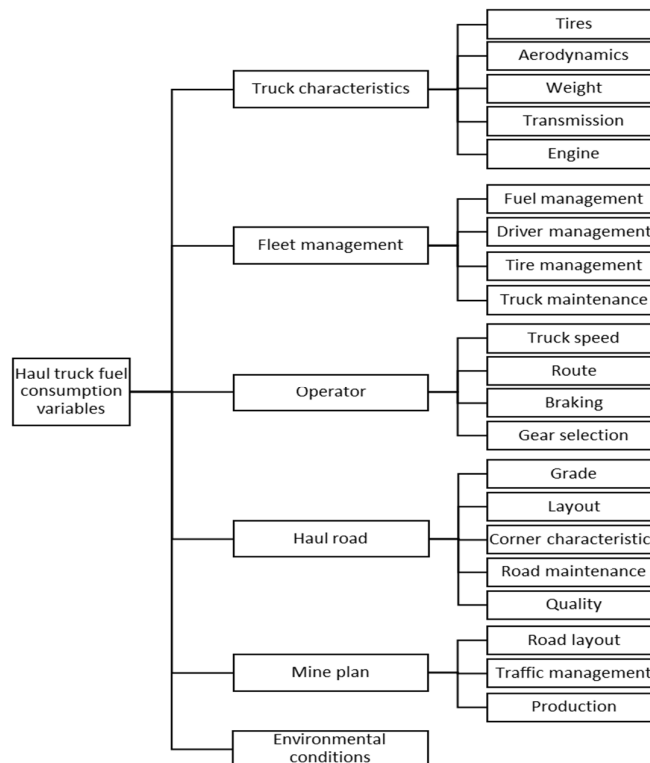 Haul truck fuel
consumption
variables
Truck characteristics
Tires
Aerodynamics
Weight
Transmission
Engine
Fleet management
Fuel management
Driver management
Tire management
Truck maintenance
Operator
Truck speed
Route
Braking
Gear selection
Haul road
Grade
Layout
Corner characteristic
Road maintenance
Quality
Mine plan
Road layout
Traffic management
Production
Environmental
conditions